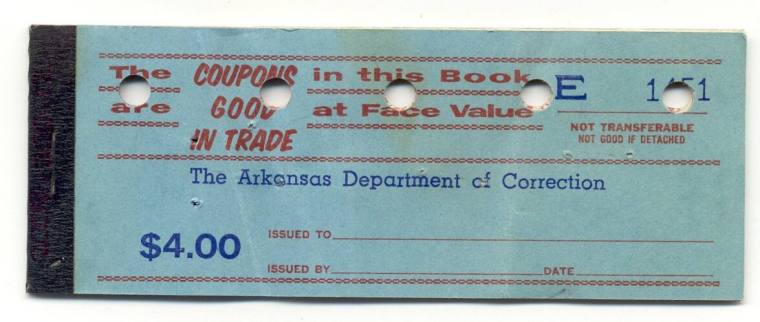 The COUPONS in this Book
are GOOD at Face Value
IN TRADE
E
NOT TRANSFERABLE
NOT GOOD IF DETACHED
The Arkansas Department of Correction
$4.00
ISSUED TO
ISSUED BY DATE